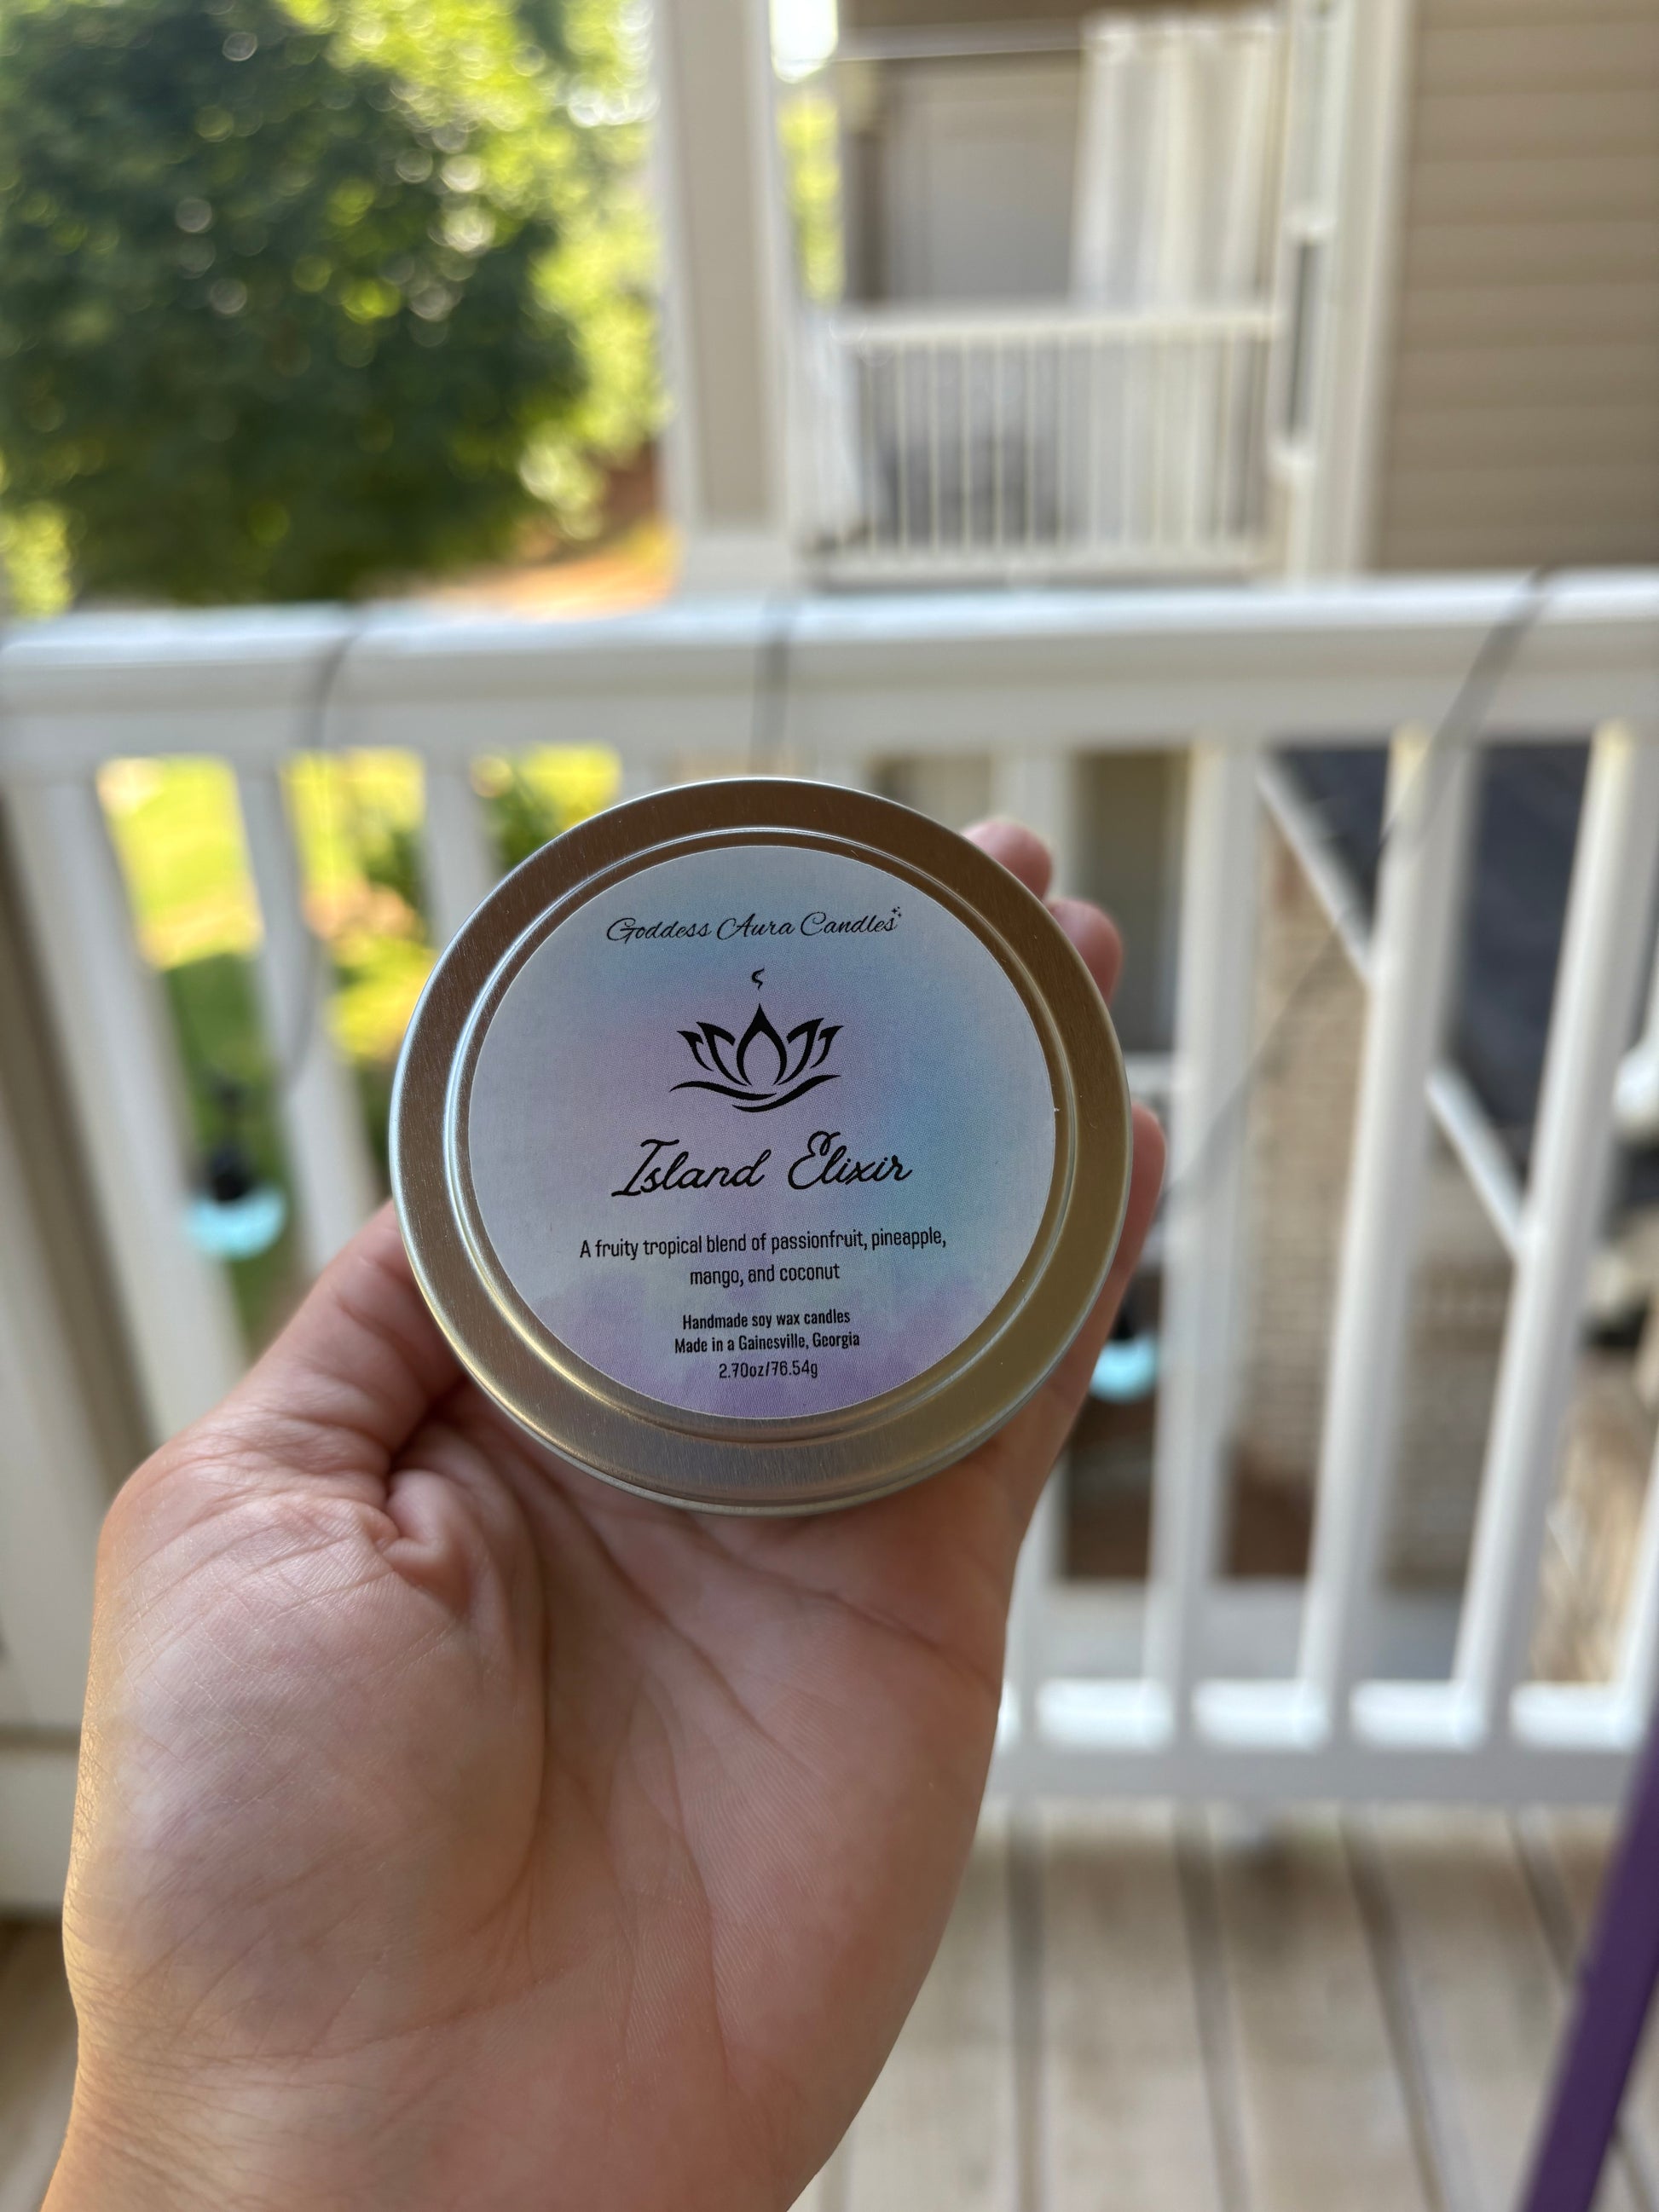 Goddess Aura Candles
Island Elixir
A fruity tropical blend of passionfruit, pineapple,
mango, and coconut
Handmade soy wax candles
Made in a Gainesville, Georgia
2.70oz/76.54g